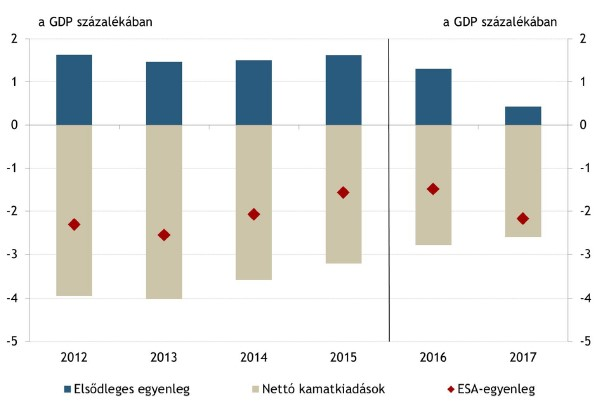 a GDP százalékában a GDP százalékában
2 2
1 1
0 0
-1 -1
-2 -2
-3 -3
-4 -4
-5 -5
2012 2013 2014 2015 2016 2017
Elsődleges egyenleg Nettó kamatkiadások ESA-egyenleg